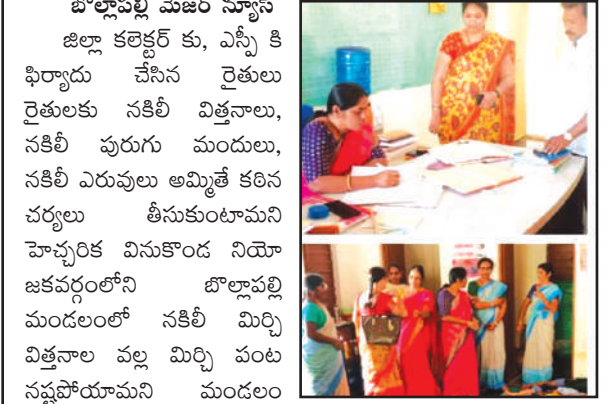 బొల్లాపల్లి మేజర్ న్యూస్
జిల్లా కలెక్టర్ కు, ఎస్పీ కి
ఫిర్యాదు చేసిన రైతులు
రైతులకు నకిలీ విత్తనాలు,
నకిలీ పురుగు మందులు,
నకిలీ ఎరువులు అమ్మితే కఠిన
చర్యలు తీసుకుంటామని
హెచ్చరిక వినుకొండ నియో
జకవర్గంలోని బొల్లాపల్లి
మండలంలో నకిలీ మిర్చి
విత్తనాల వల్ల మిర్చి పంట
నష్టపోయామని మండలం